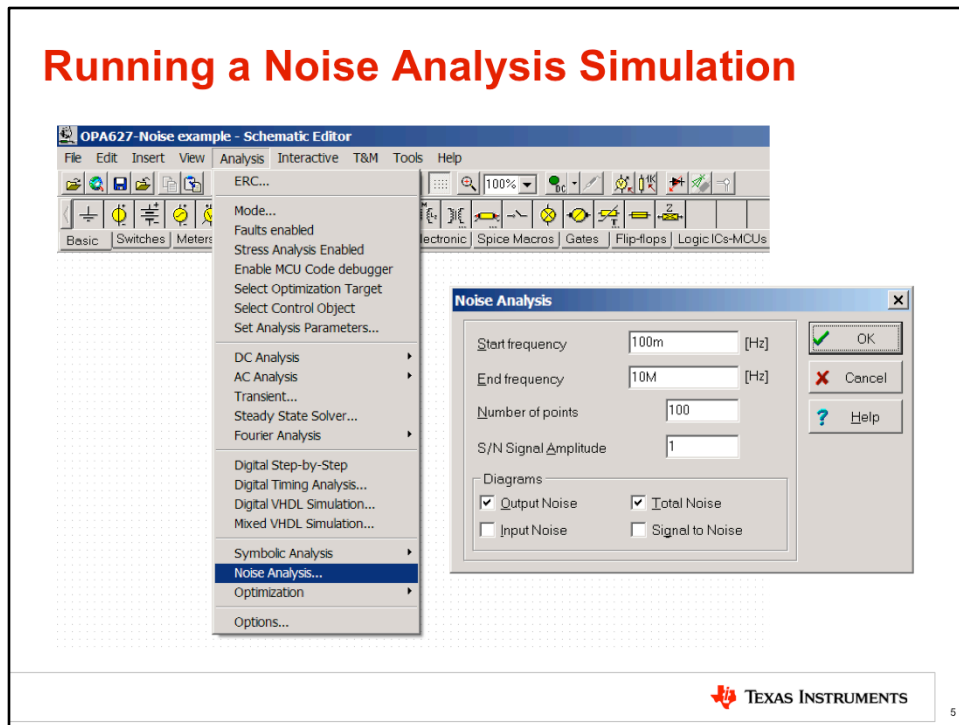 Running a Noise Analysis Simulation
OPA627-Noise example - Schematic Editor
File Edit Insert View Analysis Interactive T&M Tools Help
100%
Basic Switches Meters
Spice Macros Gates Flip-flops Logic ICs-MCUs
ERC...
Mode...
Faults enabled
Stress Analysis Enabled
Enable MCU Code debugger
Select Optimization Target
Select Control Object
Set Analysis Parameters...
DC Analysis
AC Analysis
Transient...
Steady State Solver...
Fourier Analysis
Digital Step-by-Step
Digital Timing Analysis...
Digital VHDL Simulation...
Mixed VHDL Simulation...
Symbolic Analysis
Noise Analysis...
Optimization
Options...
Noise Analysis
Start frequency 100m [Hz]
End frequency 10M [Hz]
Number of points 100
S/N Signal Amplitude 1
Diagrams
Output Noise Total Noise
Input Noise Signal to Noise
OK
Cancel
? Help
TEXAS INSTRUMENTS
5